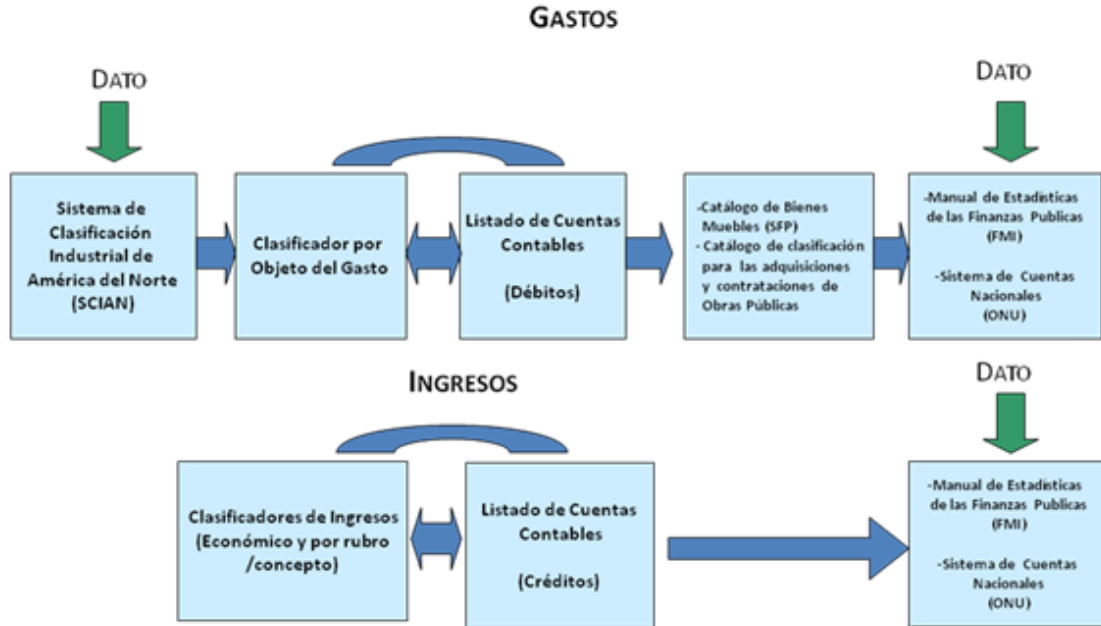 GASTOS
DATO
DATO
Sistema de
Clasificación
Industrial de
América del Norte
(SCIAN)
Clasificador por
Objeto del Gasto
Listado de Cuentas
Contables
(Débitos)
-Catálogo de Bienes
Muebles (SFP)
- Catálogo de clasificación
para las adquisiciones
y contrataciones de
Obras Públicas
-Manual de Estadísticas
de las Finanzas Publicas
(FMI)
-Sistema de Cuentas
Nacionales
(ONU)
INGRESOS
DATO
Clasificadores de Ingresos
(Económico y por rubro
/concepto)
Listado de Cuentas
Contables
(Créditos)
-Manual de Estadísticas
de las Finanzas Publicas
(FMI)
-Sistema de Cuentas
Nacionales
(ONU)